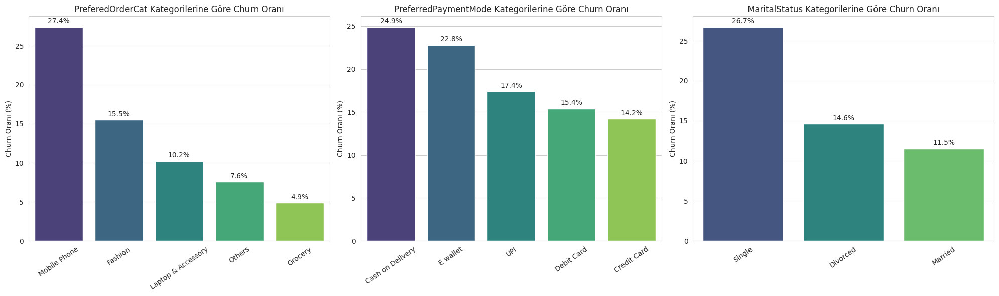 PreferedOrderCat Kategorilerine Göre Churn Oranı
Churn Oranı (%)
25
20
15
10
5
0
27.4%
15.5%
10.2%
7.6%
4.9%
Mobile Phone
Fashion
Laptop & Accessory
Others
Grocery
PreferredPaymentMode Kategorilerine Göre Churn Oranı
Churn Oranı (%)
25
20
15
10
5
0
24.9%
22.8%
17.4%
15.4%
14.2%
Cash on Delivery
E wallet
UPI
Debit Card
Credit Card
MaritalStatus Kategorilerine Göre Churn Oranı
Churn Oranı (%)
25
20
15
10
5
0
26.7%
14.6%
11.5%
Single
Divorced
Married